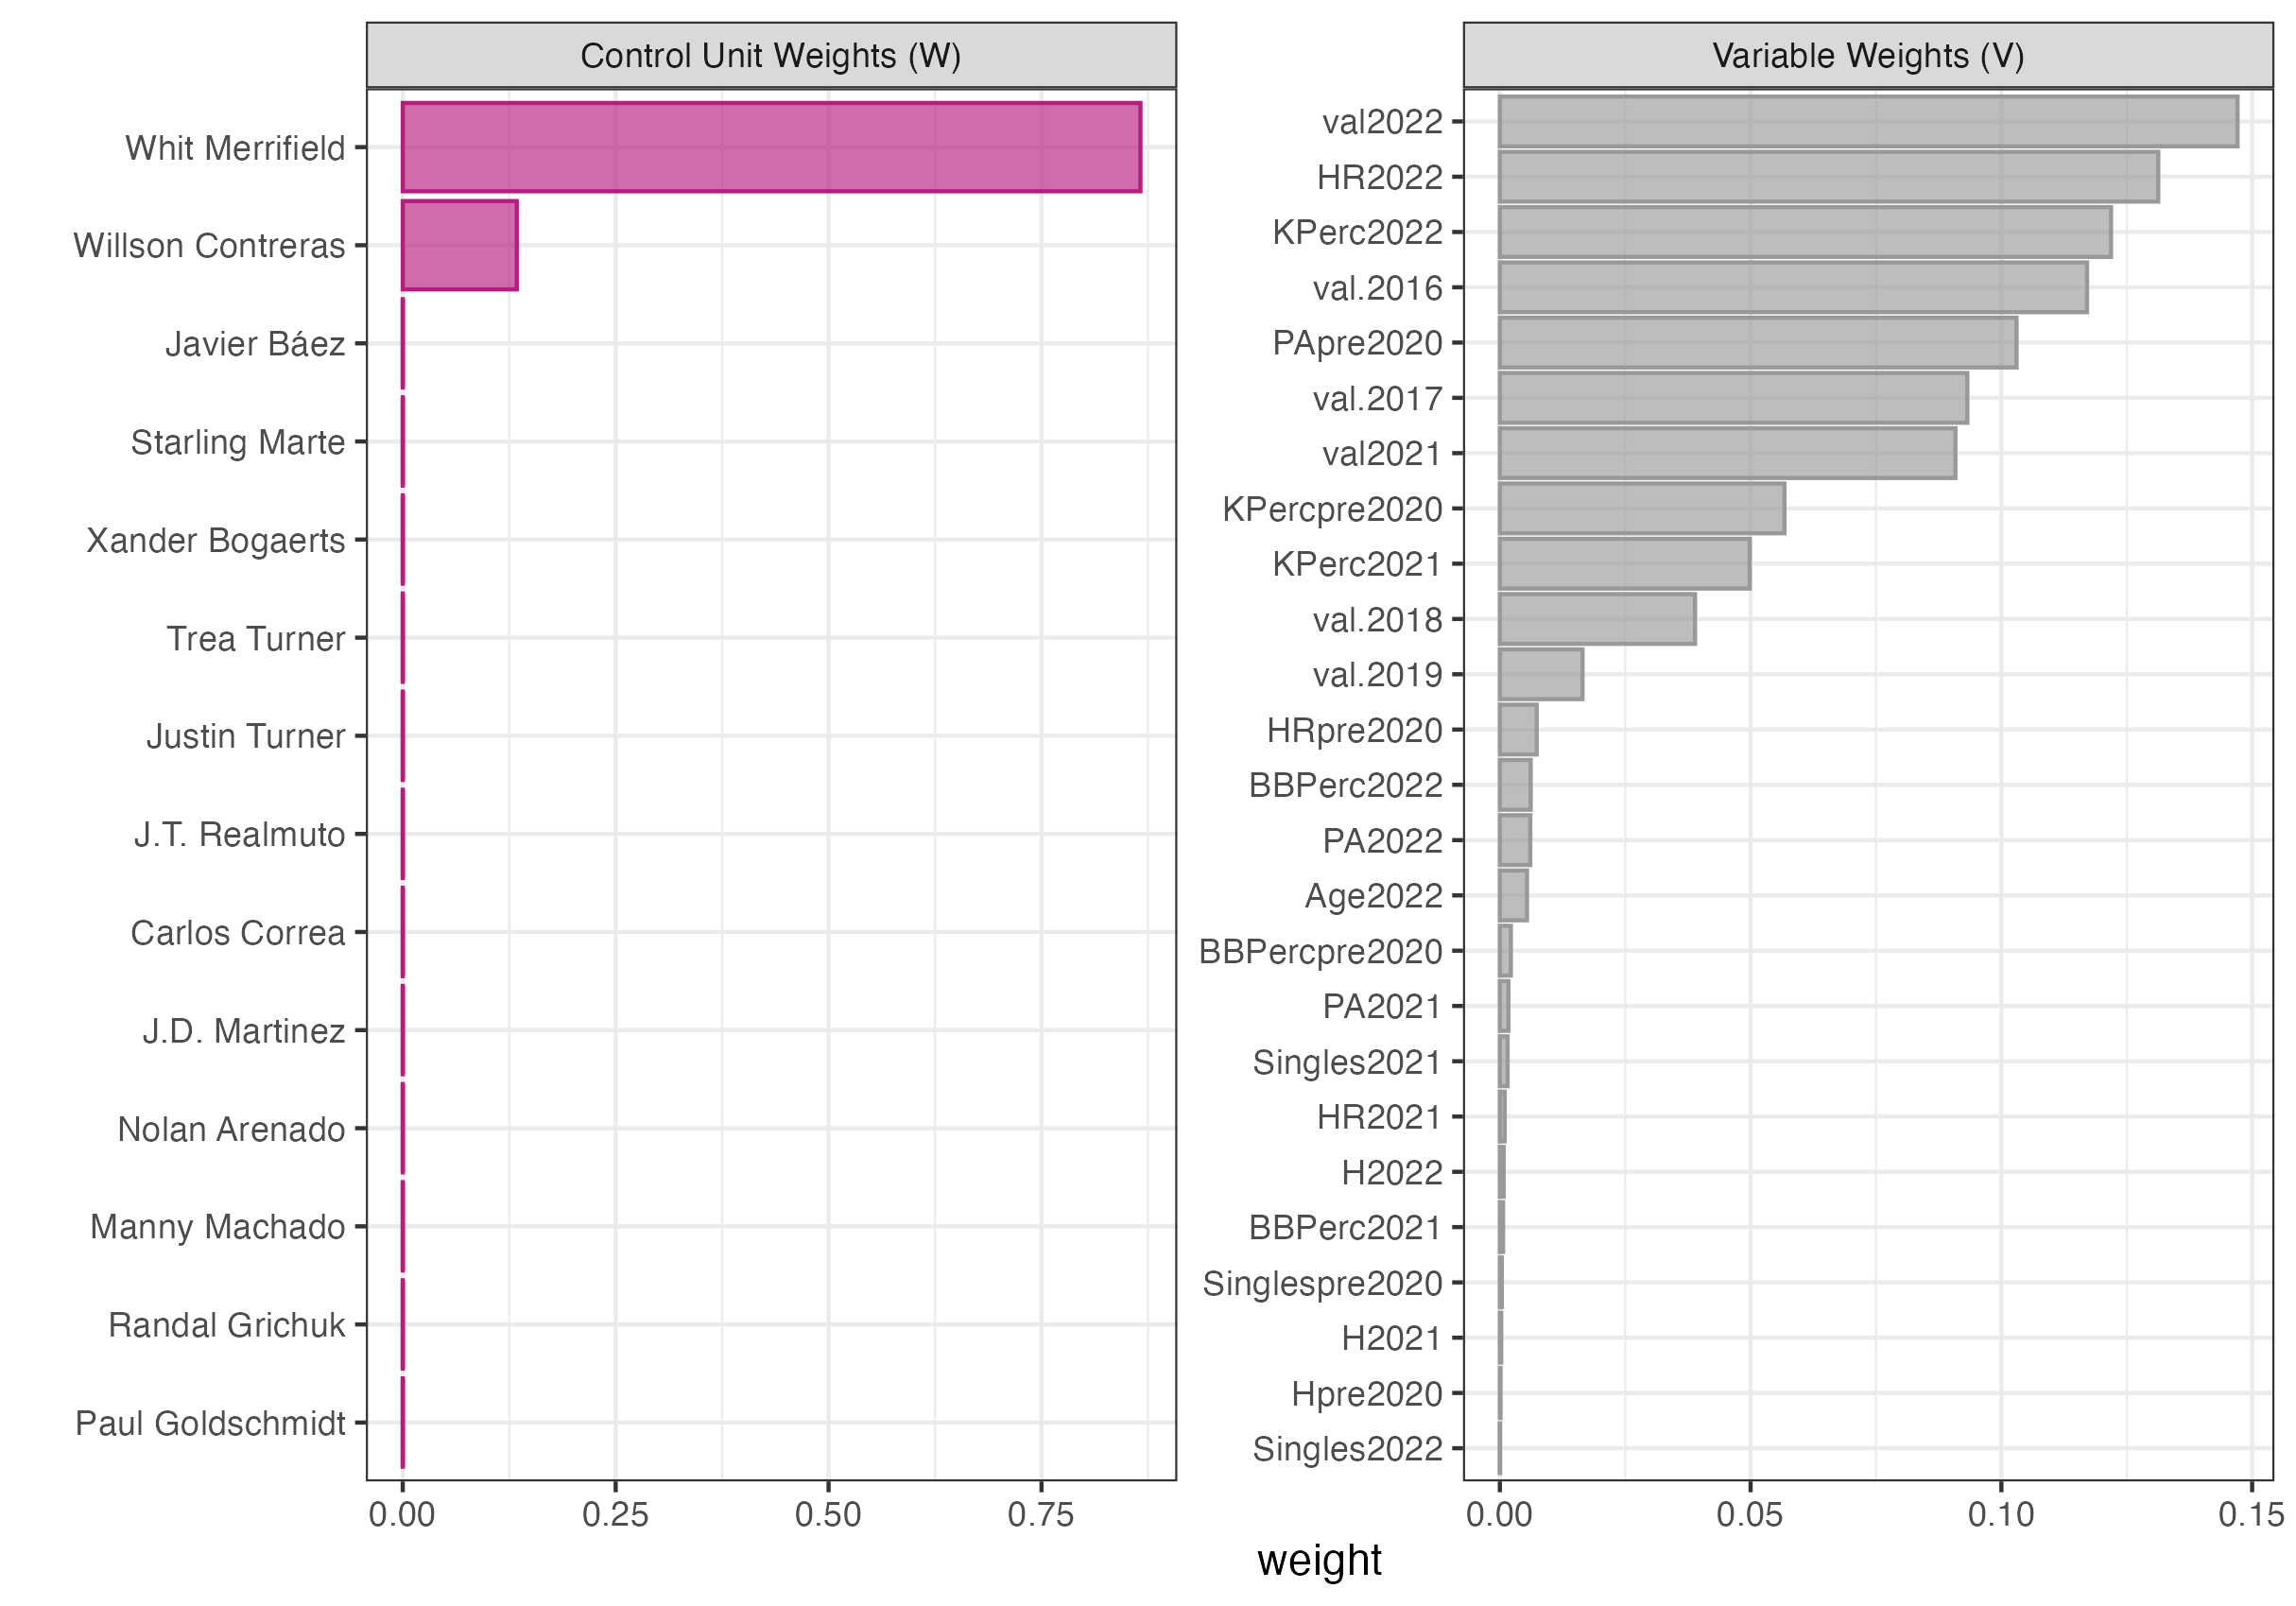 Control Unit Weights (W)
Whit Merrifield
Willson Contreras
Javier Báez
Starling Marte
Xander Bogaerts
Trea Turner
Justin Turner
J.T. Realmuto
Carlos Correa
J.D. Martinez
Nolan Arenado
Manny Machado
Randal Grichuk
Paul Goldschmidt
0.00 0.25 0.50 0.75
Variable Weights (V)
val2022
HR2022
KPerc2022
val.2016
PApre2020
val.2017
val2021
KPercpre2020
KPerc2021
val.2018
val.2019
HRpre2020
BBPerc2022
PA2022
Age2022
BBPercpre2020
PA2021
Singles2021
HR2021
H2022
BBPerc2021
Singlespre2020
H2021
Hpre2020
Singles2022
0.00 0.05 0.10 0.15
weight